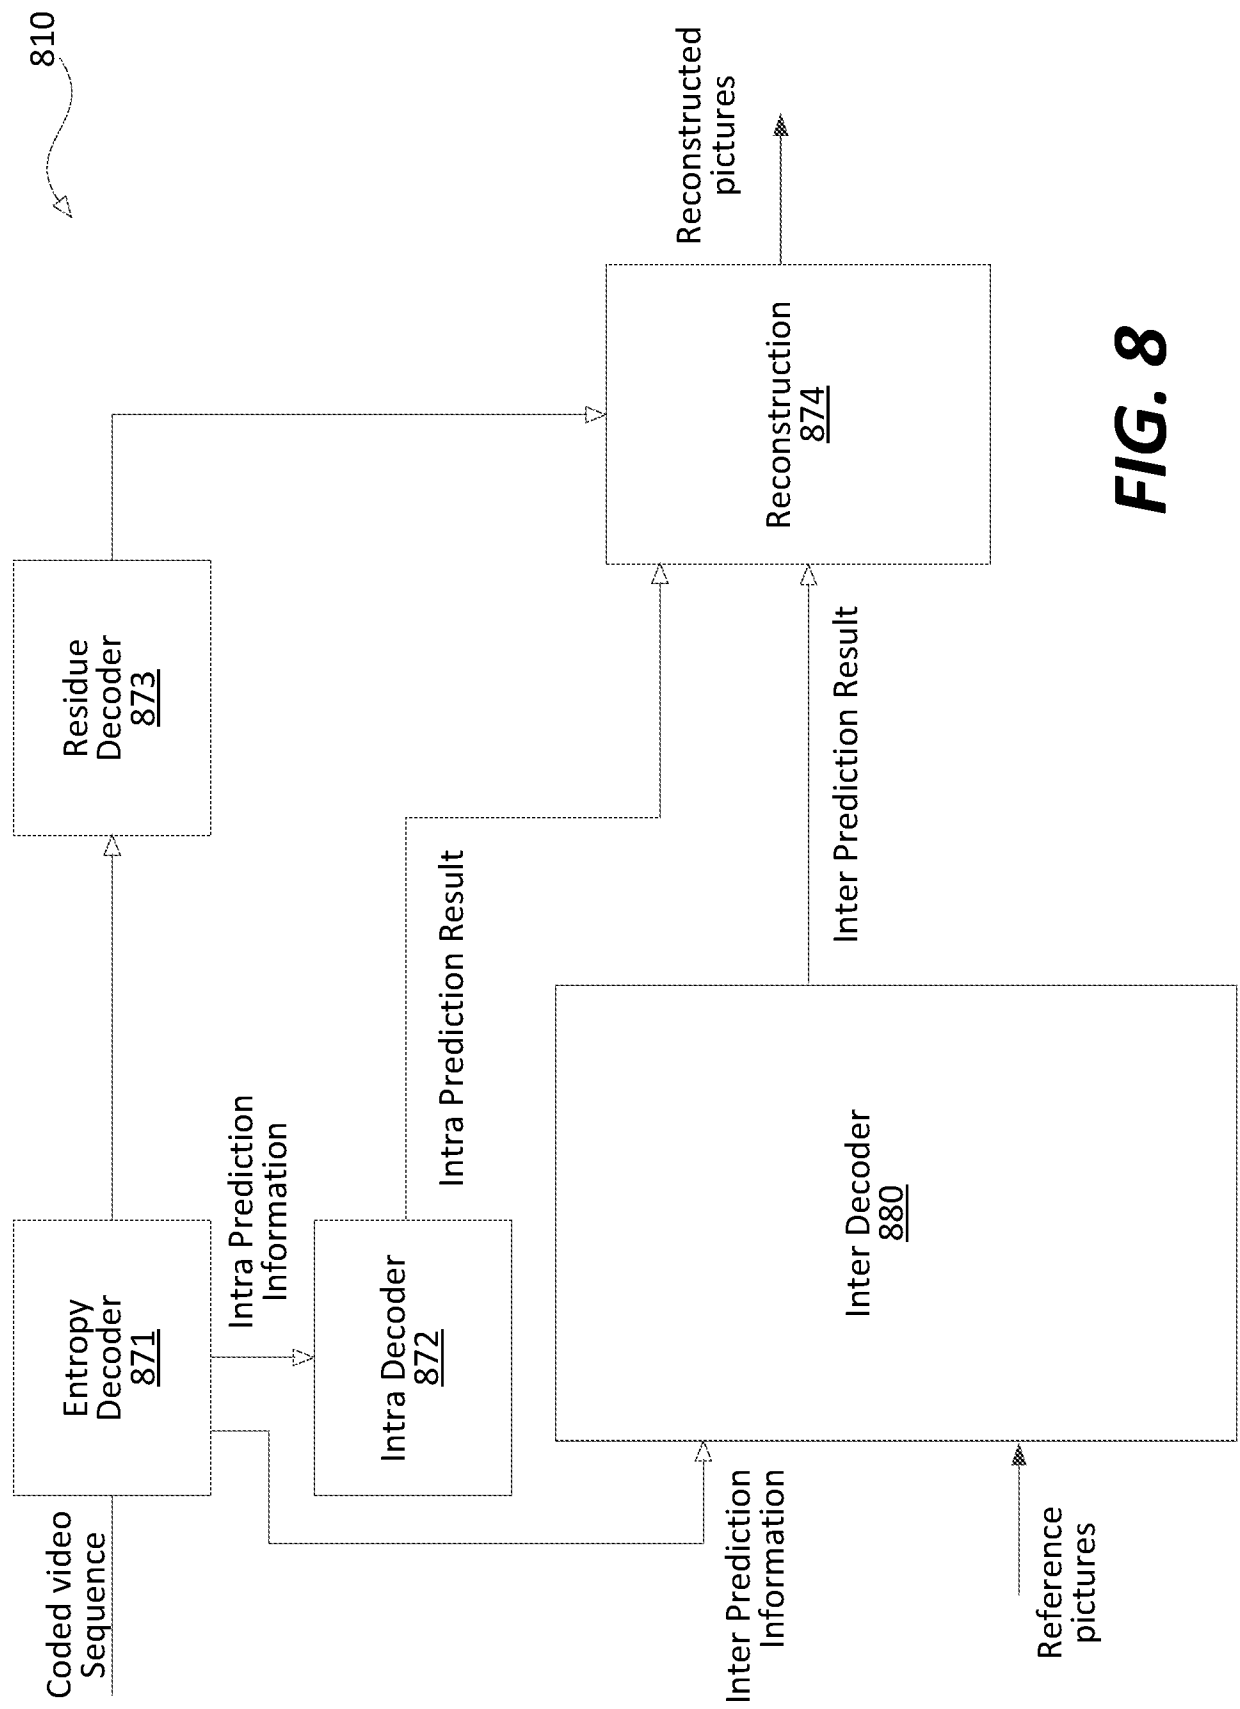 810
Coded video
Sequence
Entropy
Decoder
871
Residue
Decoder
873
Intra Prediction
Information
Intra Decoder
872
Intra Prediction Result
Inter Prediction
Information
Reference
pictures
Inter Decoder
880
Inter Prediction Result
Reconstruction
874
Reconstructed
pictures
FIG. 8